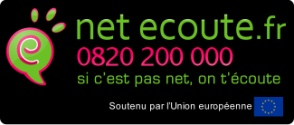 net ecoute.fr
0820 200 000
si c'est pas net, on t'écoute
Soutenu par l'Union européenne